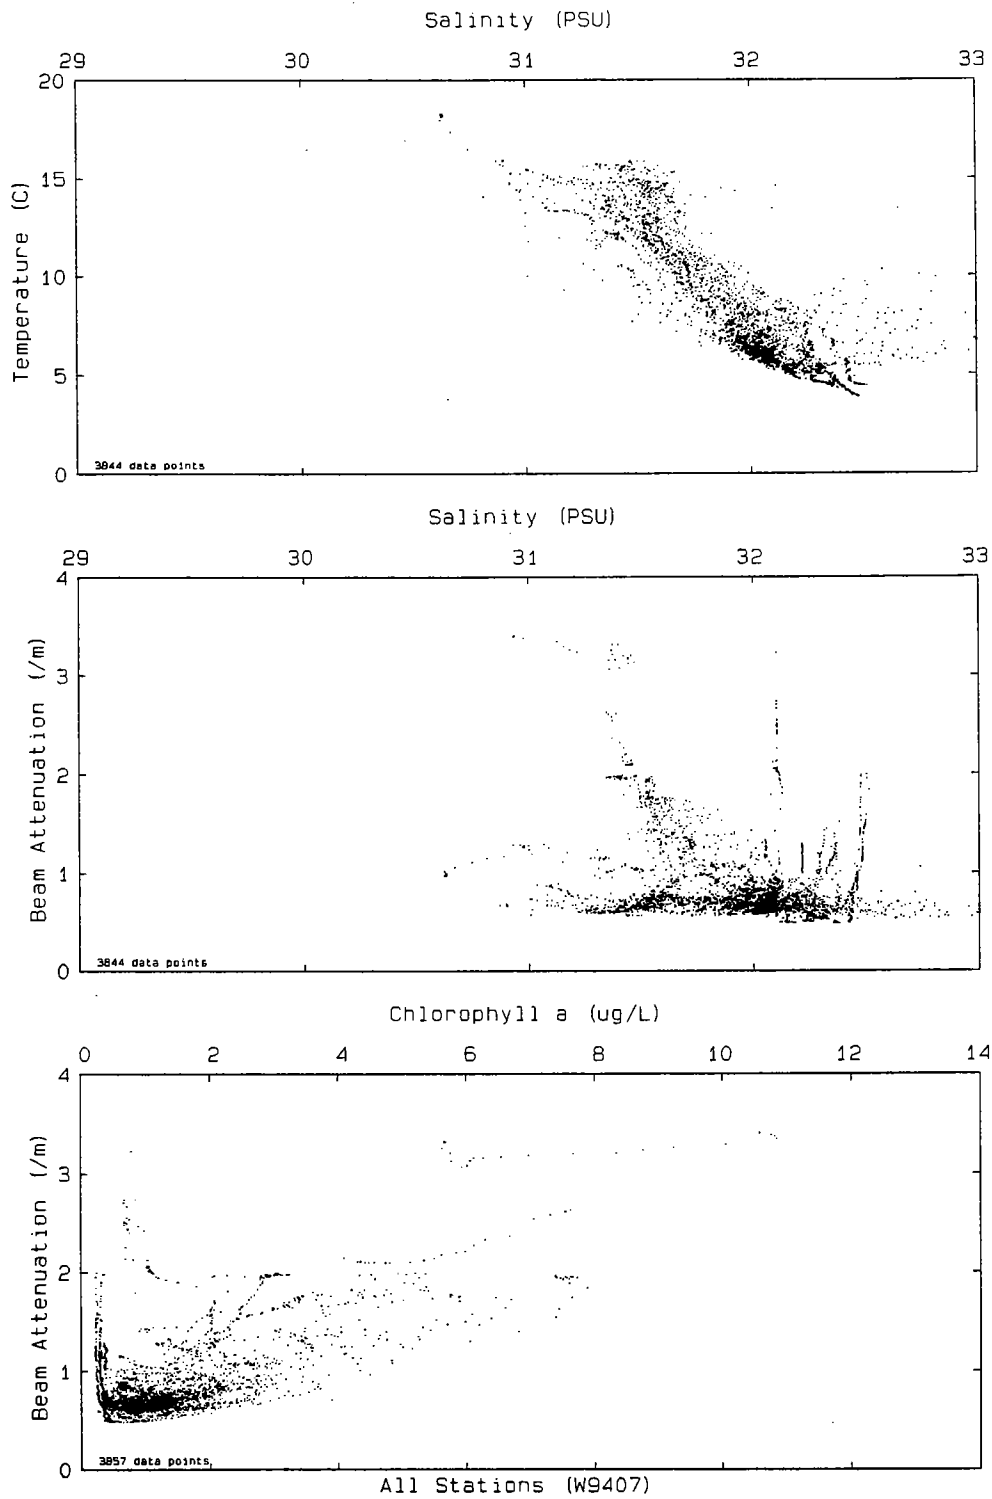 Salinity (PSU)
29 30 31 32 33
20
15
10
5
0
Temperature (C)
3844 data points
Salinity (PSU)
29 30 31 32 33
4
3
2
1
0
Beam Attenuation (/m)
3844 data points
Chlorophyll a (ug/L)
0 2 4 6 8 10 12 14
4
3
2
1
0
Beam Attenuation (/m)
3857 data points
All Stations (W9407)